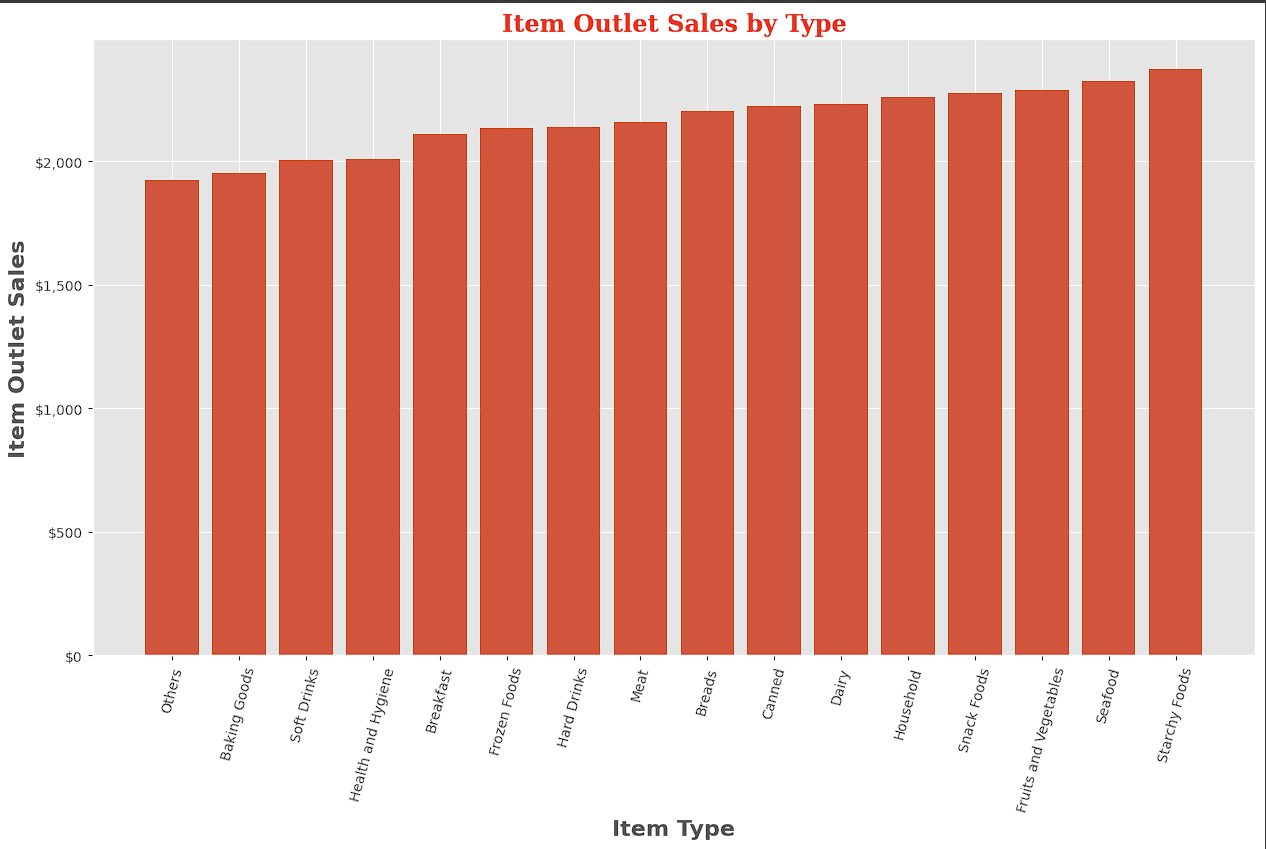 Item Outlet Sales by Type
Item Outlet Sales
$2,000
$1,500
$1,000
$500
$0
Others
Baking Goods
Soft Drinks
Health and Hygiene
Breakfast
Frozen Foods
Hard Drinks
Meat
Breads
Canned
Dairy
Household
Snack Foods
Fruits and Vegetables
Seafood
Starchy Foods
Item Type